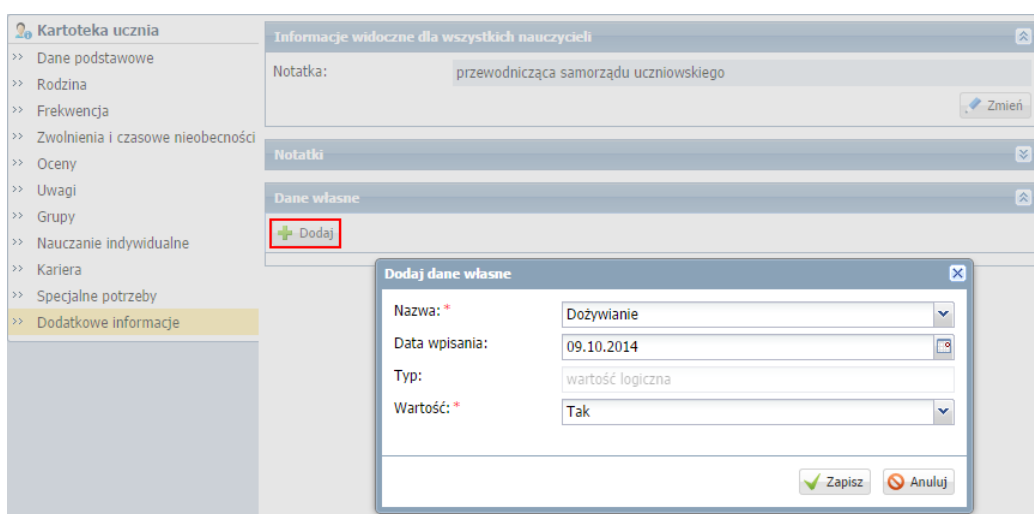 Kartoteka ucznia
>> Dane podstawowe
>> Rodzina
>> Frekwencja
>> Zwolnienia i czasowe nieobecności
>> Oceny
>> Uwagi
>> Grupy
>> Nauczanie indywidualne
>> Kariera
>> Specjalne potrzeby
>> Dodatkowe informacje
Informacje widoczne dla wszystkich nauczycieli
Notatka: przewodnicząca samorządu uczniowskiego
Zmień
Notatki
Dane własne
Dodaj
Dodaj dane własne
Nazwa: * Dożywianie
Data wpisania: 09.10.2014
Typ: wartość logiczna
Wartość: * Tak
Zapisz Anuluj